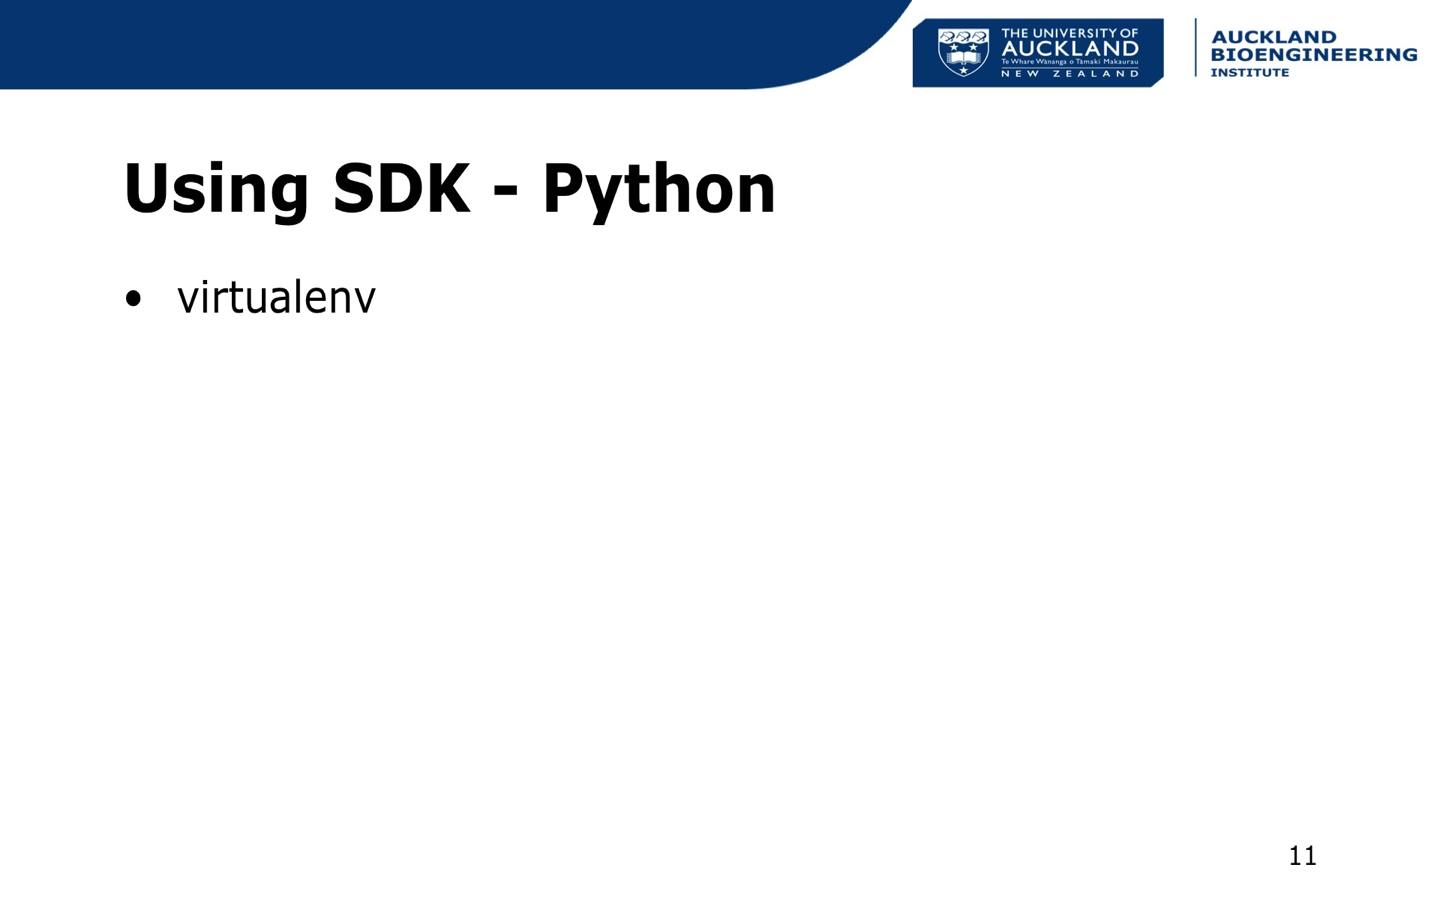 THE UNIVERSITY OF
AUCKLAND
Te Whare Wānanga o Tāmaki Makaurau
NEW ZEALAND
AUCKLAND
BIOENGINEERING
INSTITUTE
Using SDK - Python
• virtualenv
11